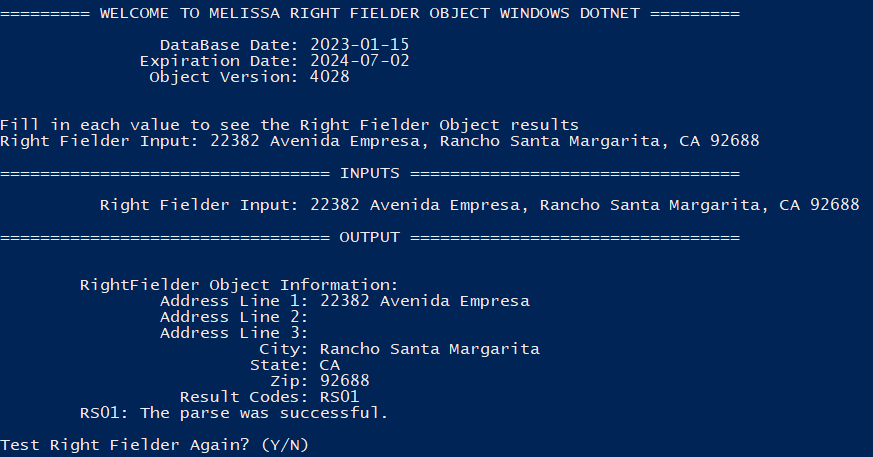 ========= WELCOME TO MELISSA RIGHT FIELDER OBJECT WINDOWS DOTNET =========
DataBase Date: 2023-01-15
Expiration Date: 2024-07-02
Object Version: 4028
Fill in each value to see the Right Fielder Object results
Right Fielder Input: 22382 Avenida Empresa, Rancho Santa Margarita, CA 92688
================================= INPUTS =================================
Right Fielder Input: 22382 Avenida Empresa, Rancho Santa Margarita, CA 92688
================================= OUTPUT =================================
RightFielder Object Information:
Address Line 1: 22382 Avenida Empresa
Address Line 2:
Address Line 3:
City: Rancho Santa Margarita
State: CA
Zip: 92688
Result Codes: RS01
RS01: The parse was successful.
Test Right Fielder Again? (Y/N)